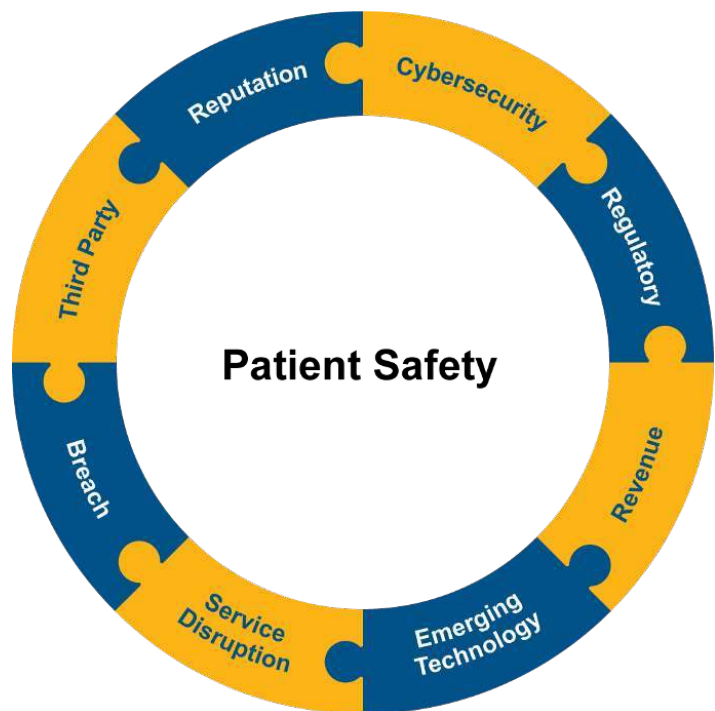 Cybersecurity
Regulatory
Revenue
Emerging
Technology
Service
Disruption
Breach
Third Party
Reputation
Patient Safety